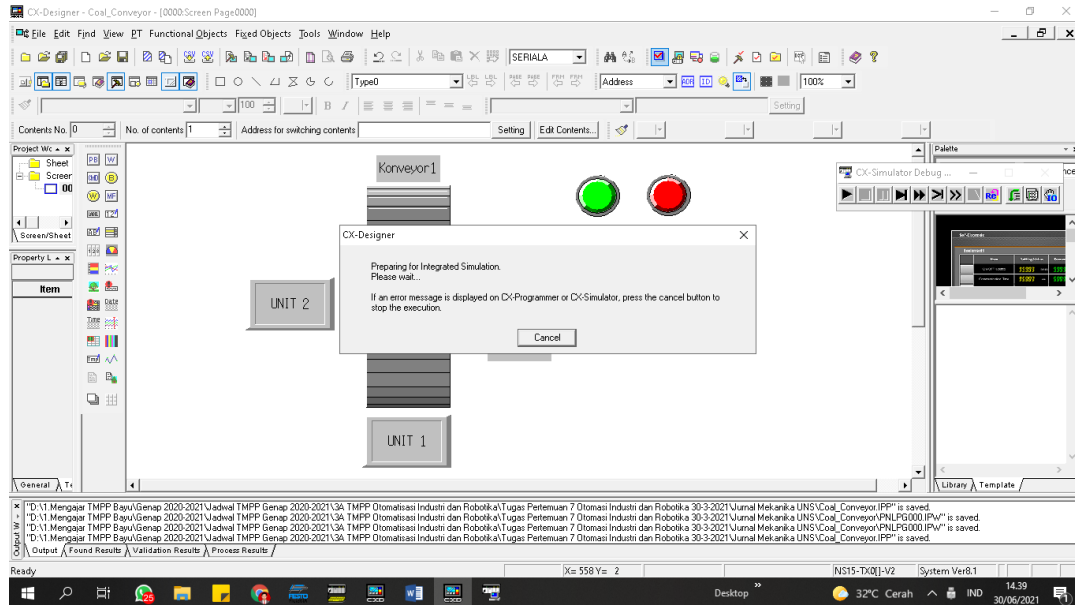 CX-Designer - Coal_Conveyor - [0000:Screen Page0000]
File Edit Find View PT Functional Objects Fixed Objects Tools Window Help
SERIALA
Type0 Address 100%
100 B I Setting
Contents No. 0 No. of contents 1 Address for switching contents Setting Edit Contents...
Project Wc
Sheet
Screer
00
Screen/Sheet
Property L
Item
General
Konveyor1
UNIT 2
UNIT 1
CX-Designer
Preparing for Integrated Simulation.
Please wait...
If an error message is displayed on CX-Programmer or CX-Simulator, press the cancel button to
stop the execution.
Cancel
Palette
CX-Simulator Debug ...
Library Template
"D:\1.Mengajar TMPP Bayu\Genap 2020-2021\Jadwal TMPP Genap 2020-2021\3A TMPP Otomatisasi Industri dan Robotika\Tugas Pertemuan 7 Otomasi Industri dan Robotika 30-3-2021\Jurnal Mekanika UNS\Coal_Conveyor.IPP" is saved.
"D:\1.Mengajar TMPP Bayu\Genap 2020-2021\Jadwal TMPP Genap 2020-2021\3A TMPP Otomatisasi Industri dan Robotika\Tugas Pertemuan 7 Otomasi Industri dan Robotika 30-3-2021\Jurnal Mekanika UNS\Coal_Conveyor\PNLPG000.IPW" is saved.
"D:\1.Mengajar TMPP Bayu\Genap 2020-2021\Jadwal TMPP Genap 2020-2021\3A TMPP Otomatisasi Industri dan Robotika\Tugas Pertemuan 7 Otomasi Industri dan Robotika 30-3-2021\Jurnal Mekanika UNS\Coal_Conveyor\PNLPG000.IPW" is saved.
"D:\1.Mengajar TMPP Bayu\Genap 2020-2021\Jadwal TMPP Genap 2020-2021\3A TMPP Otomatisasi Industri dan Robotika\Tugas Pertemuan 7 Otomasi Industri dan Robotika 30-3-2021\Jurnal Mekanika UNS\Coal_Conveyor.IPP" is saved.
Output
Output Found Results Validation Results Process Results
Ready X= 558 Y= 2 NS15-TX0[]-V2 System Ver8.1
Desktop 32°C Cerah IND 14.39
30/06/2021